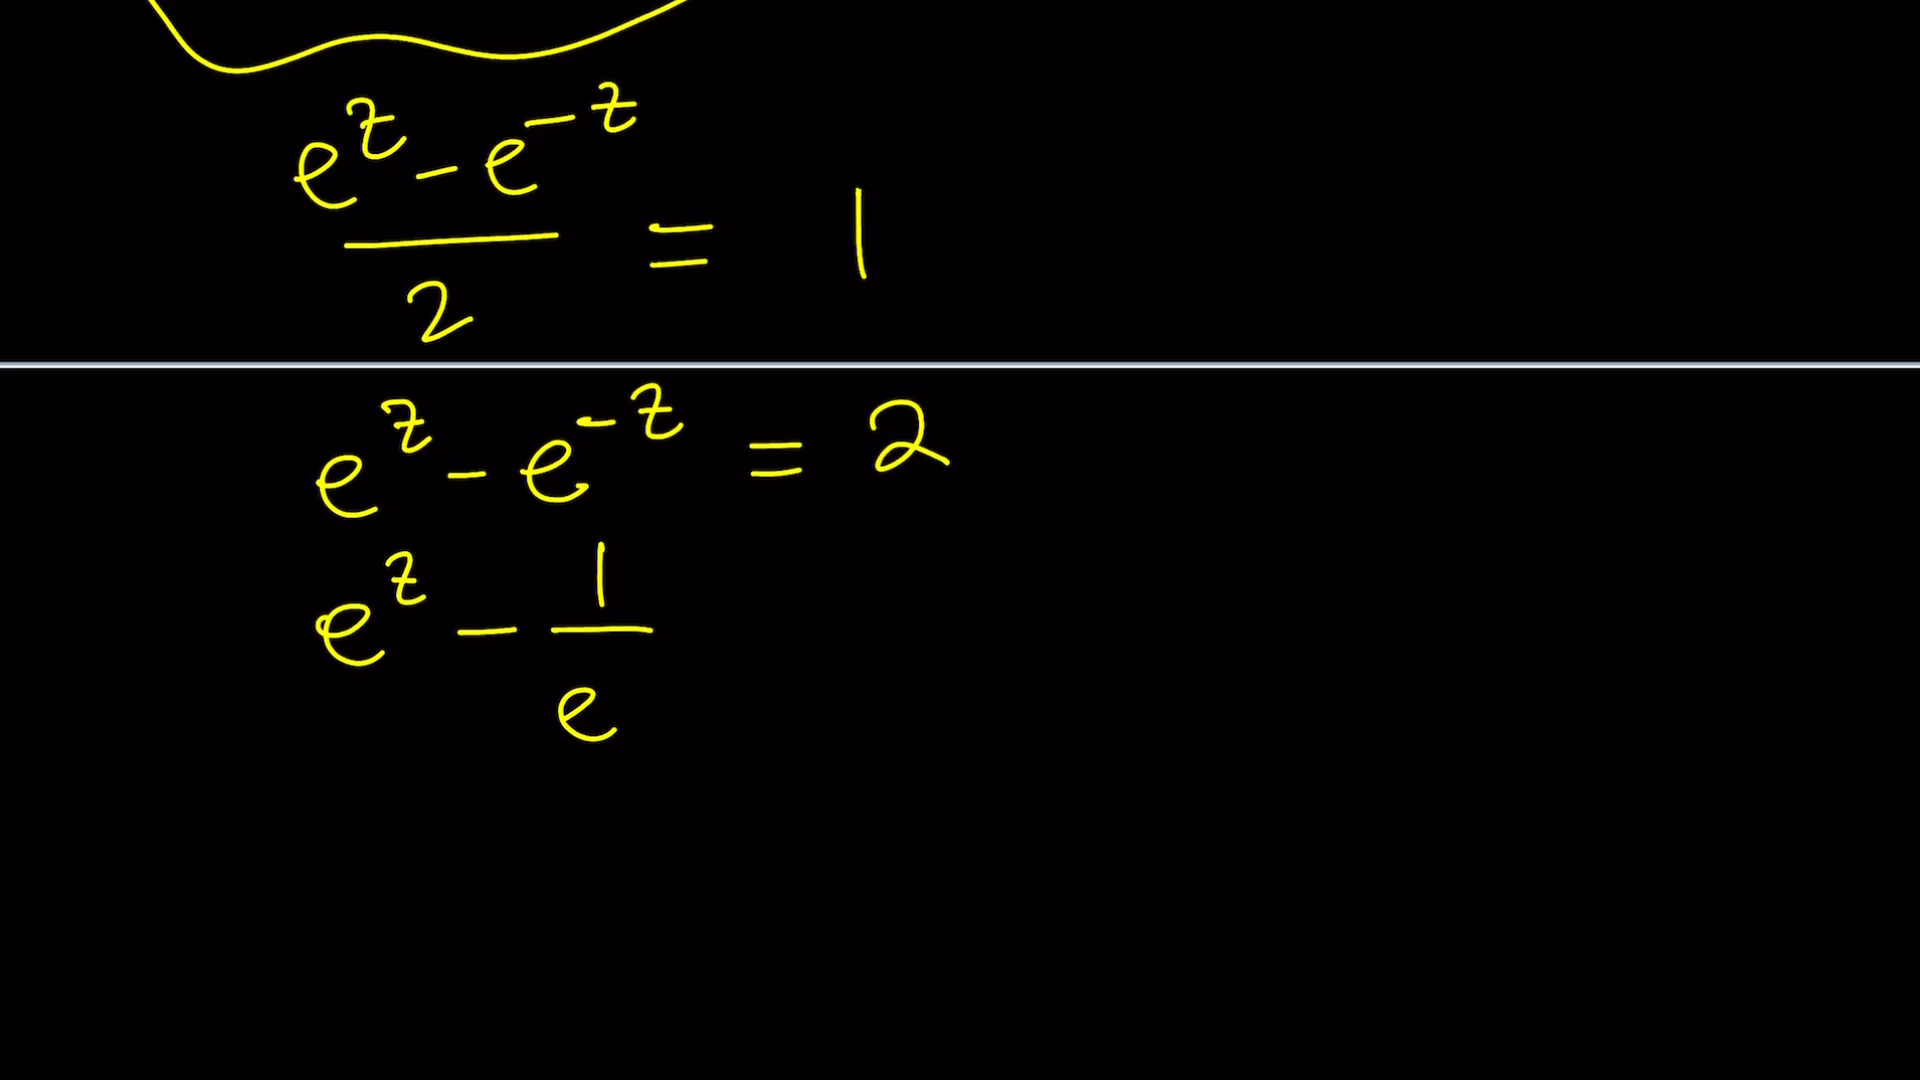 (e^z - e^-z)/2 = 1
e^z - e^-z = 2
e^z - 1/e